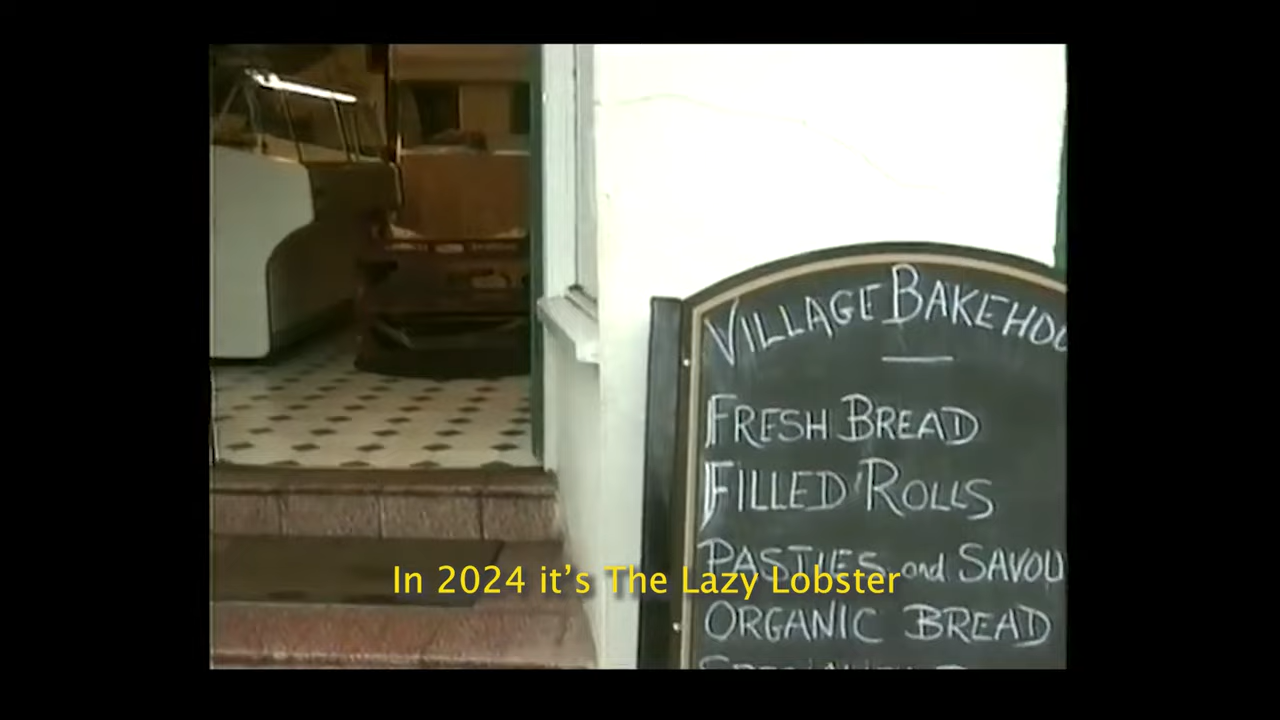 VILLAGE BAKEHOU
FRESH BREAD
FILLED ROLLS
PASTIES and SAVOU
In 2024 it's The Lazy Lobster
ORGANIC BREAD